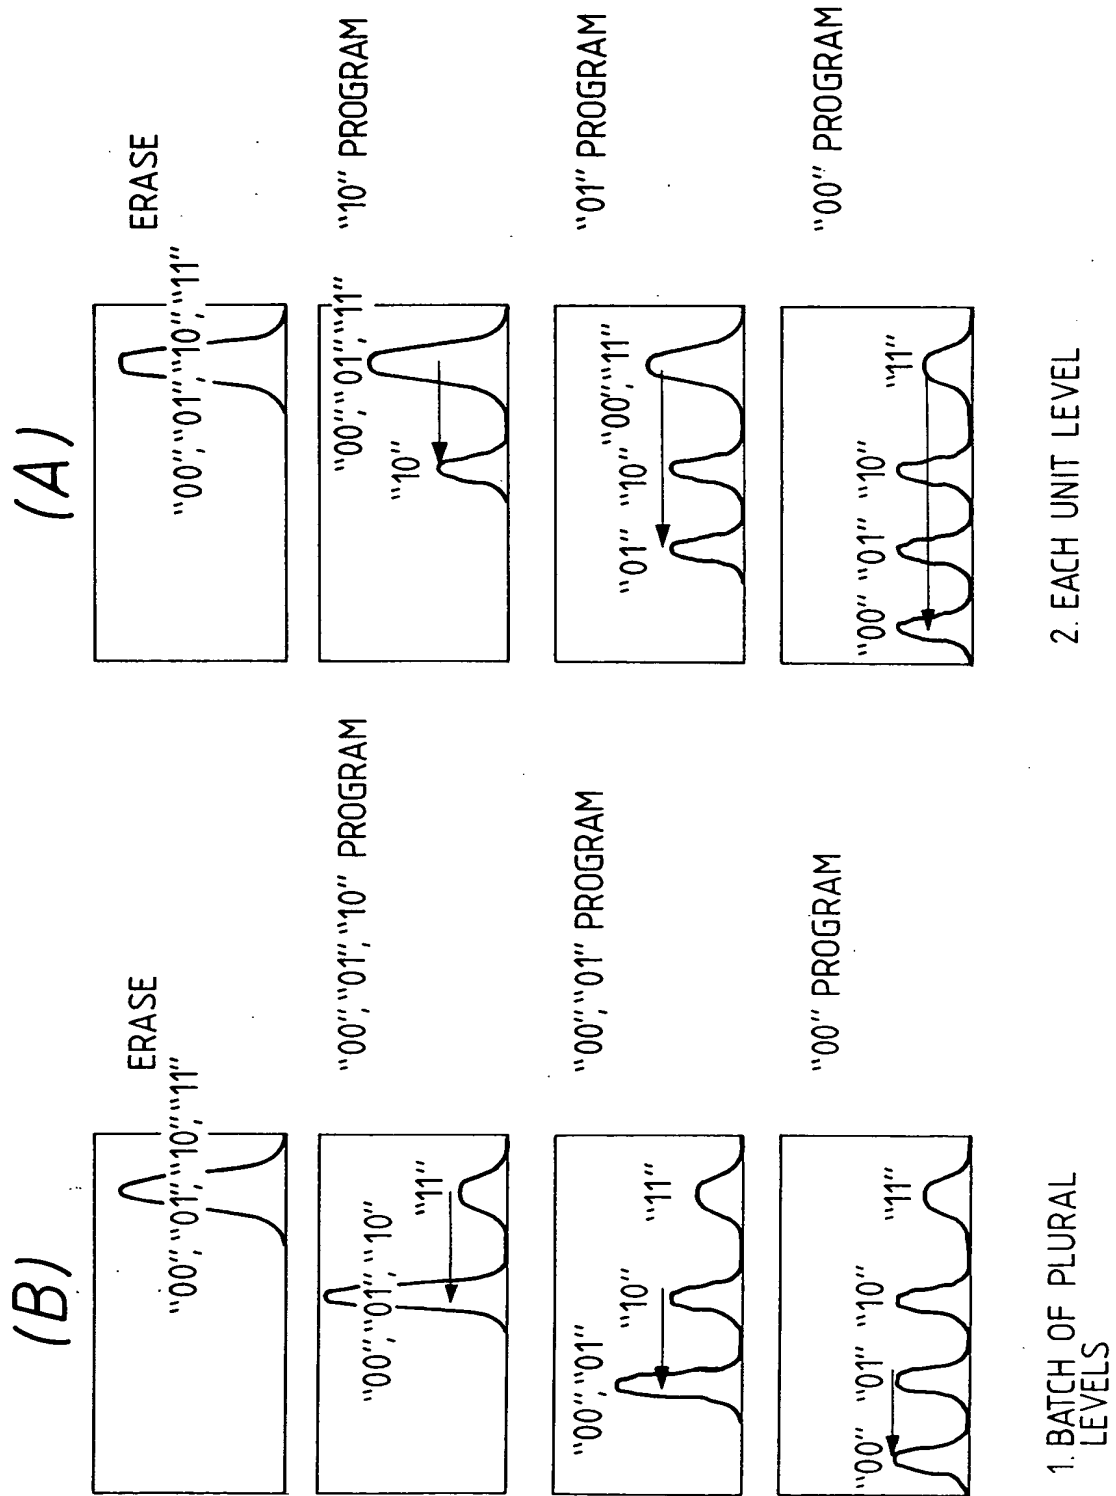 (A)
ERASE
"00", "01", "10", "11"
"10" PROGRAM
"00", "01", "11"
"10"
"01" PROGRAM
"01" "10" "00", "11"
"00" PROGRAM
"00" "01" "10" "11"
2. EACH UNIT LEVEL
(B)
ERASE
"00", "01", "10", "11"
"00", "01", "10" PROGRAM
"00", "01", "10"
"11"
"00", "01" PROGRAM
"00", "01"
"10" "11"
"00" PROGRAM
"00" "01" "10" "11"
1. BATCH OF PLURAL
LEVELS